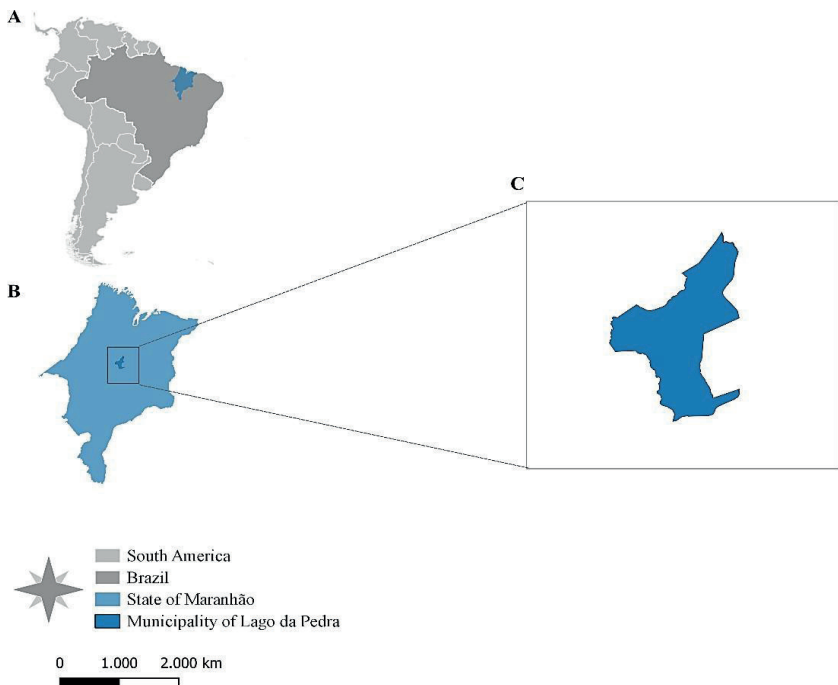 A
B
C
South America
Brazil
State of Maranhão
Municipality of Lago da Pedra
0 1.000 2.000 km